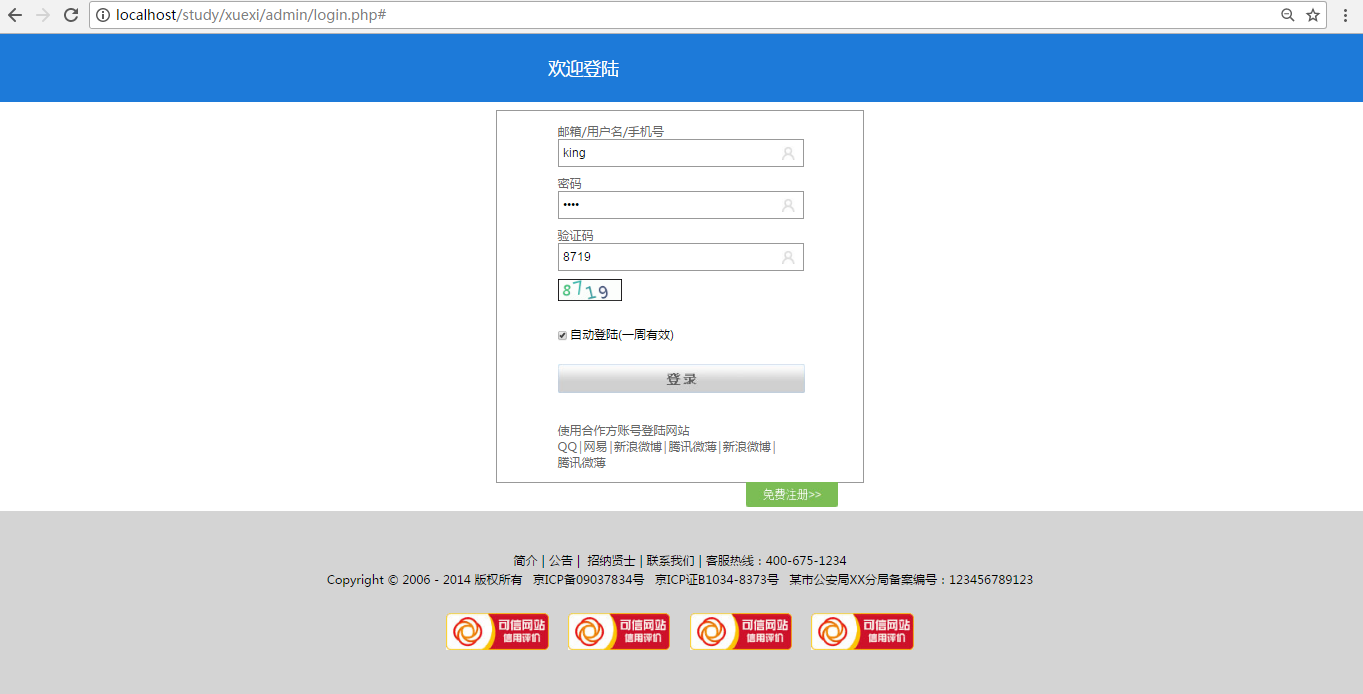 localhost/study/xuexi/admin/login.php#
欢迎登陆
邮箱/用户名/手机号
king
密码
••••
验证码
8719
8719
自动登陆(一周有效)
登 录
使用合作方账号登陆网站
QQ|网易|新浪微博|腾讯微薄|新浪微博|
腾讯微薄
免费注册>>
简介 | 公告 | 招纳贤士 | 联系我们 | 客服热线：400-675-1234
Copyright © 2006 - 2014 版权所有 京ICP备09037834号 京ICP证B1034-8373号 某市公安局XX分局备案编号：123456789123
可信网站
信用评价
可信网站
信用评价
可信网站
信用评价
可信网站
信用评价